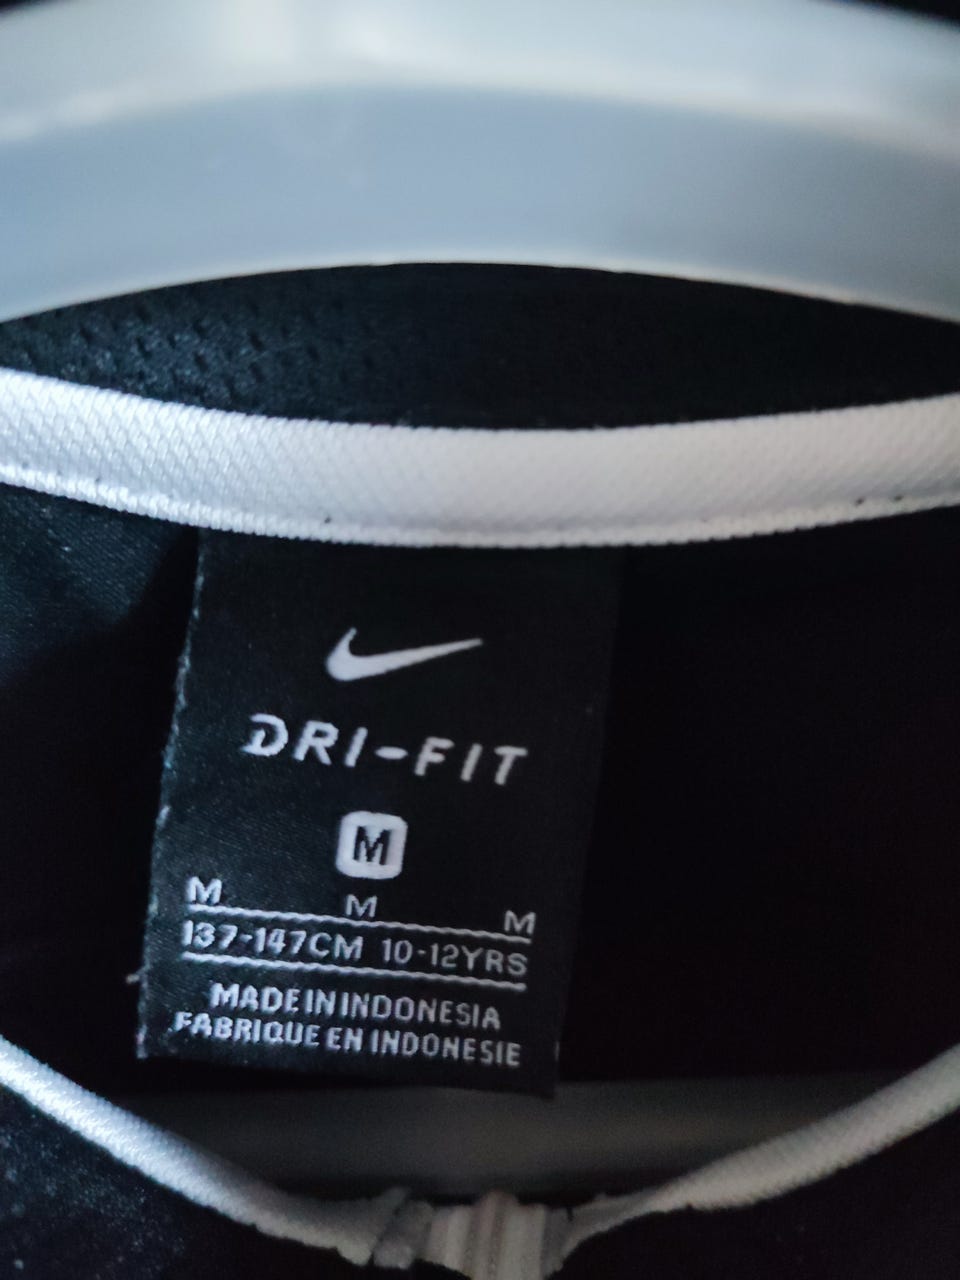 DRI-FIT
M
M M M
137-147CM 10-12YRS
MADE IN INDONESIA
FABRIQUE EN INDONESIE